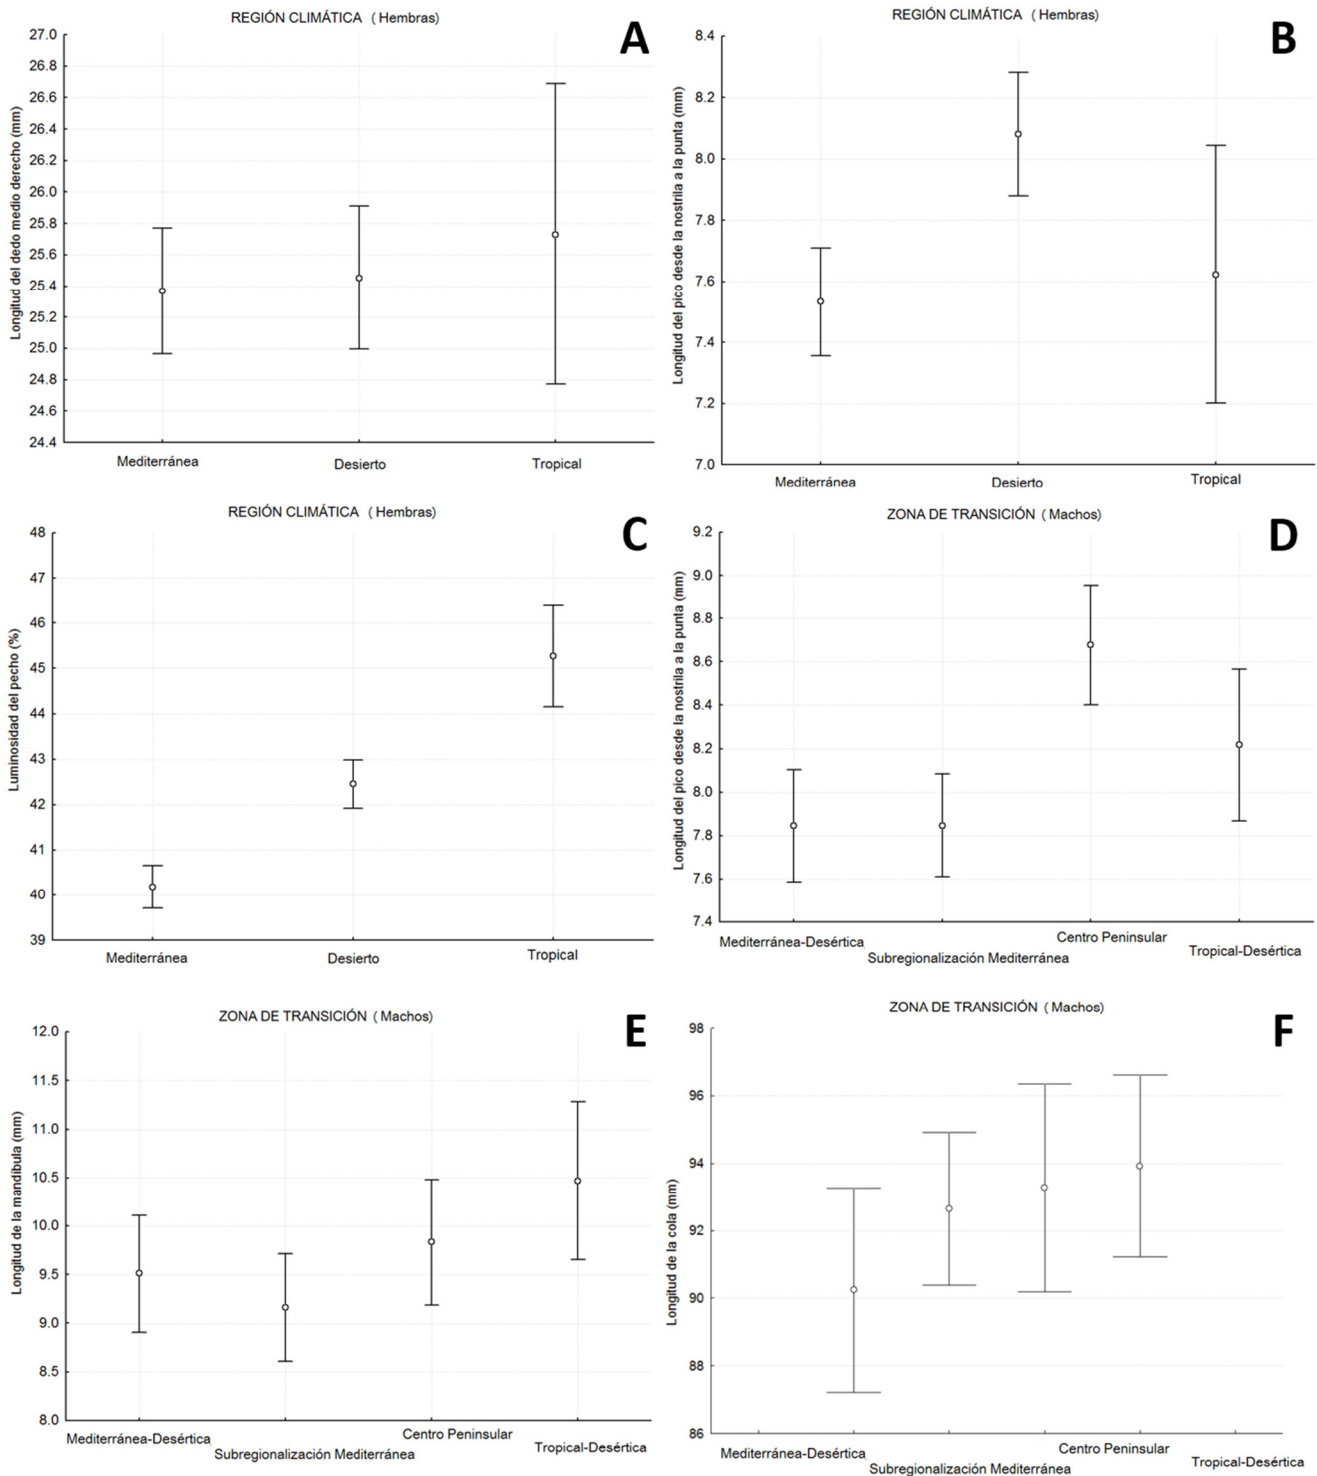 REGIÓN CLIMÁTICA ( Hembras)
A
Longitud del dedo medio derecho (mm)
27.0
26.8
26.6
26.4
26.2
26.0
25.8
25.6
25.4
25.2
25.0
24.8
24.6
24.4
Mediterránea
Desierto
Tropical
REGIÓN CLIMÁTICA ( Hembras)
B
Longitud del pico desde la nostrila a la punta (mm)
8.4
8.2
8.0
7.8
7.6
7.4
7.2
7.0
Mediterránea
Desierto
Tropical
REGIÓN CLIMÁTICA ( Hembras)
C
Luminosidad del pecho (%)
48
47
46
45
44
43
42
41
40
39
Mediterránea
Desierto
Tropical
ZONA DE TRANSICIÓN ( Machos)
D
Longitud del pico desde la nostrila a la punta (mm)
9.2
9.0
8.8
8.6
8.4
8.2
8.0
7.8
7.6
7.4
Mediterránea-Desértica
Subregionalización Mediterránea
Centro Peninsular
Tropical-Desértica
ZONA DE TRANSICIÓN ( Machos)
E
Longitud de la mandibula (mm)
12.0
11.5
11.0
10.5
10.0
9.5
9.0
8.5
8.0
Mediterránea-Desértica
Subregionalización Mediterránea
Centro Peninsular
Tropical-Desértica
ZONA DE TRANSICIÓN ( Machos)
F
Longitud de la cola (mm)
98
96
94
92
90
88
86
Mediterránea-Desértica
Subregionalización Mediterránea
Centro Peninsular
Tropical-Desértica